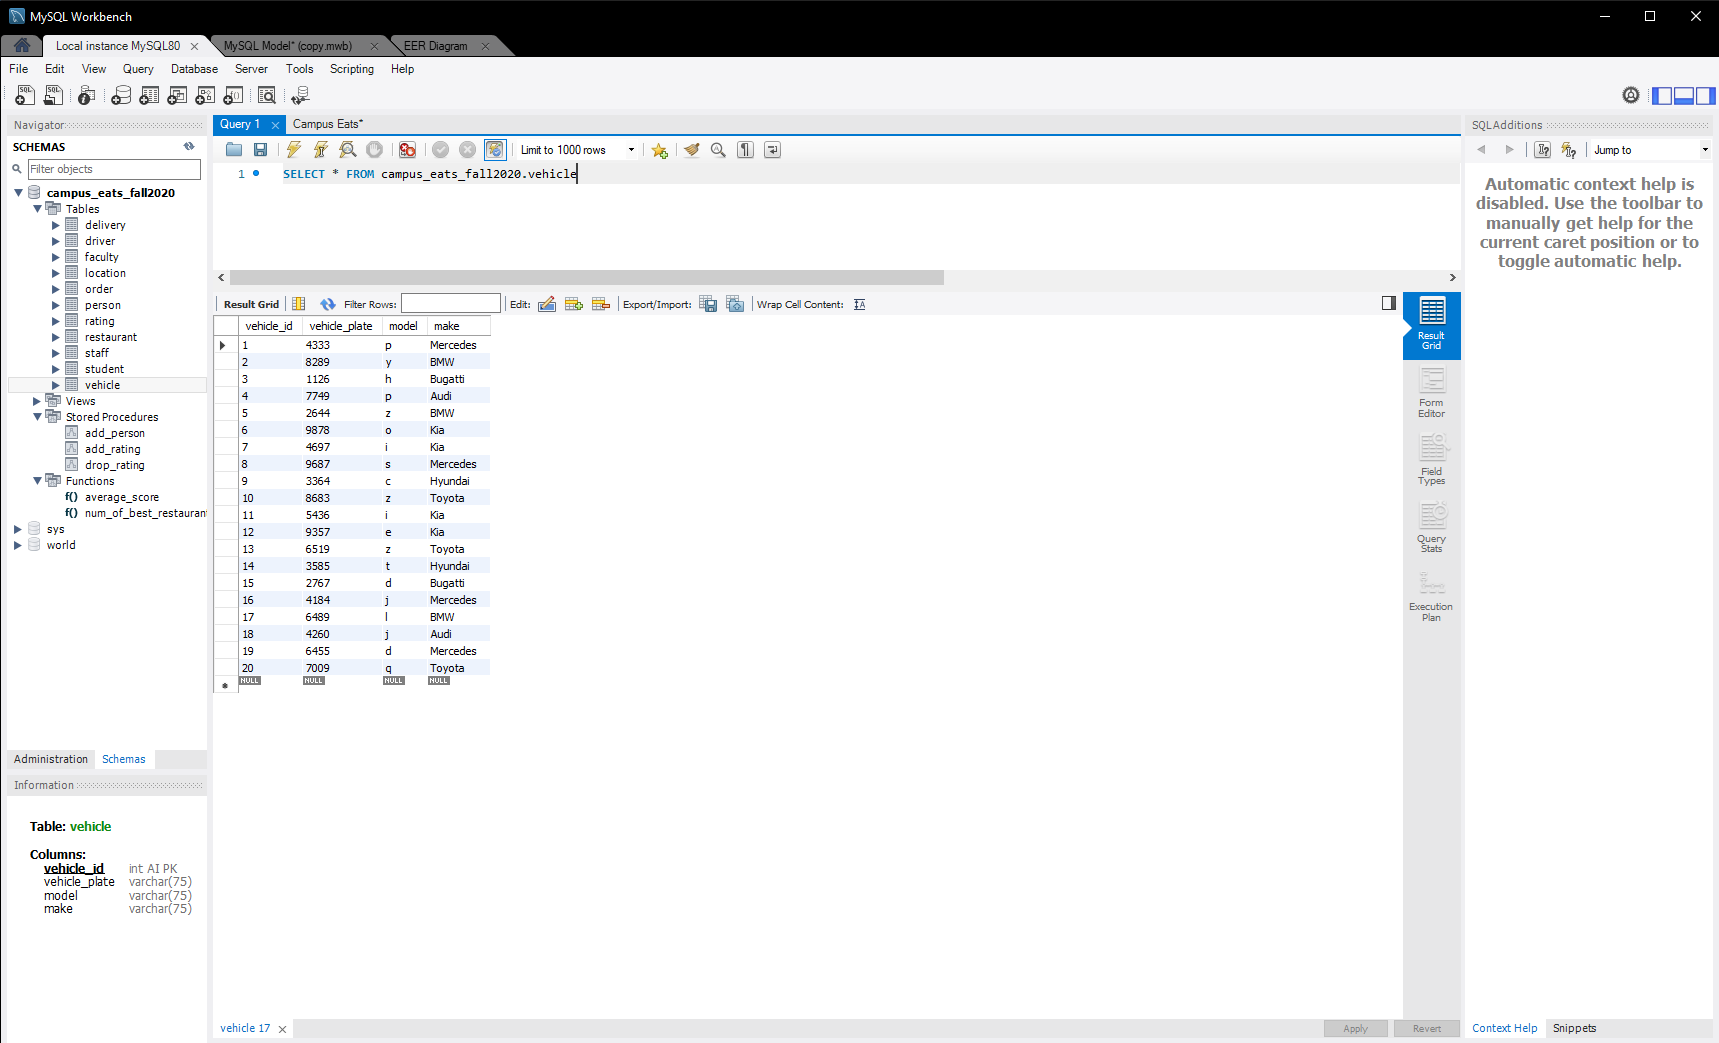 MySQL Workbench
Local instance MySQL80
MySQL Model* (copy.mwb)
EER Diagram
File Edit View Query Database Server Tools Scripting Help
Navigator
SCHEMAS
Filter objects
campus_eats_fall2020
Tables
delivery
driver
faculty
location
order
person
rating
restaurant
staff
student
vehicle
Views
Stored Procedures
add_person
add_rating
drop_rating
Functions
f() average_score
f() num_of_best_restauran
sys
world
Administration Schemas
Information
Table: vehicle
Columns:
vehicle_id int AI PK
vehicle_plate varchar(75)
model varchar(75)
make varchar(75)
Query 1
Campus Eats*
Limit to 1000 rows
1 SELECT * FROM campus_eats_fall2020.vehicle
Result Grid Filter Rows: Edit: Export/Import: Wrap Cell Content:
vehicle_id vehicle_plate model make
1 4333 p Mercedes
2 8289 y BMW
3 1126 h Bugatti
4 7749 p Audi
5 2644 z BMW
6 9878 o Kia
7 4697 i Kia
8 9687 s Mercedes
9 3364 c Hyundai
10 8683 z Toyota
11 5436 i Kia
12 9357 e Kia
13 6519 z Toyota
14 3585 t Hyundai
15 2767 d Bugatti
16 4184 j Mercedes
17 6489 l BMW
18 4260 j Audi
19 6455 d Mercedes
20 7009 q Toyota
NULL NULL NULL NULL
Result
Grid
Form
Editor
Field
Types
Query
Stats
Execution
Plan
vehicle 17
Apply Revert
SQLAdditions
Jump to
Automatic context help is
disabled. Use the toolbar to
manually get help for the
current caret position or to
toggle automatic help.
Context Help Snippets